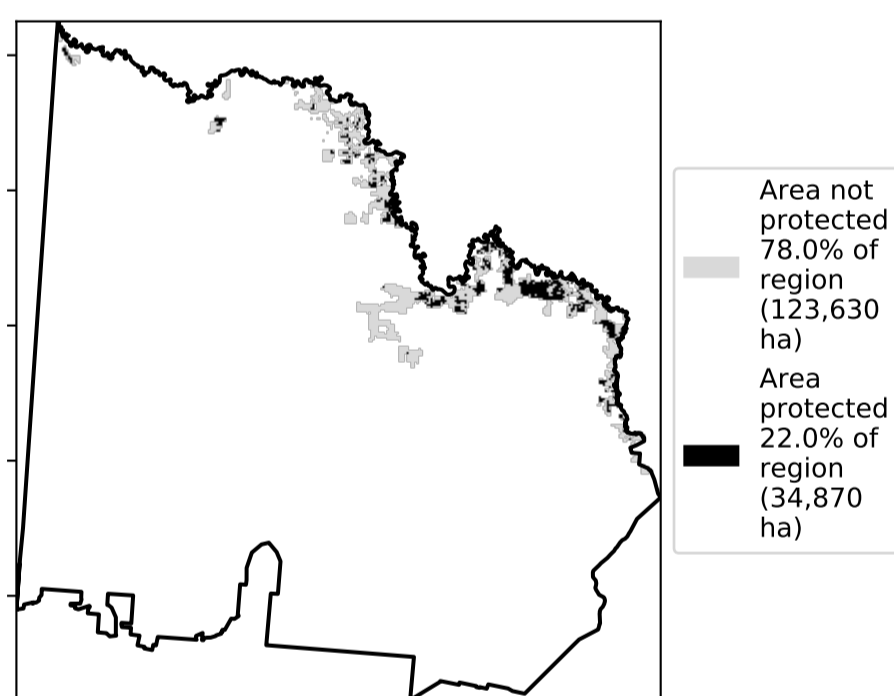 Area not
protected
78.0% of
region
(123,630
ha)
Area
protected
22.0% of
region
(34,870
ha)